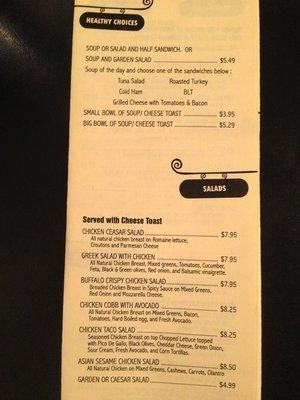 HEALTHY CHOICES
SOUP OR SALAD AND HALF SANDWICH. OR
SOUP AND GARDEN SALAD $5.49
Soup of the day and choose one of the sandwiches below :
Tuna Salad Roasted Turkey
Cold Ham BLT
Grilled Cheese with Tomatoes & Bacon
SMALL BOWL OF SOUP/ CHEESE TOAST $3.95
BIG BOWL OF SOUP/ CHEESE TOAST $5.29
SALADS
Served with Cheese Toast
CHICKEN CEASAR SALAD $7.95
All natural chicken breast on Romaine lettuce,
Croutons and Parmesan Cheese
GREEK SALAD WITH CHICKEN $7.95
All natural Chicken Breast, Mixed greens, Tomatoes, Cucumber,
Feta, Black & Green olives, Red onion, and Balsamic vinaigrette.
BUFFALO CRISPY CHICKEN SALAD $7.95
Breaded Chicken Breast in Spicy Sauce on Mixed Greens,
Red Onion and Mozzarella Cheese.
CHICKEN COBB WITH AVOCADO $8.25
All natural Chicken Breast on Mixed Greens, Bacon,
Tomatoes, Hard Boiled egg, and Fresh Avocado.
CHICKEN TACO SALAD $8.25
Seasoned Chicken Breast on top Chopped Lettuce topped
with Pico De Gallo, Black Olives, Cheddar Cheese, Green Onion,
Sour Cream, Fresh Avocado, and Corn Tortillas.
ASIAN SESAME CHICKEN SALAD $8.50
All natural Chicken on Mixed Greens, Cashews, Carrots, Cilantro
GARDEN OR CAESAR SALAD $4.99